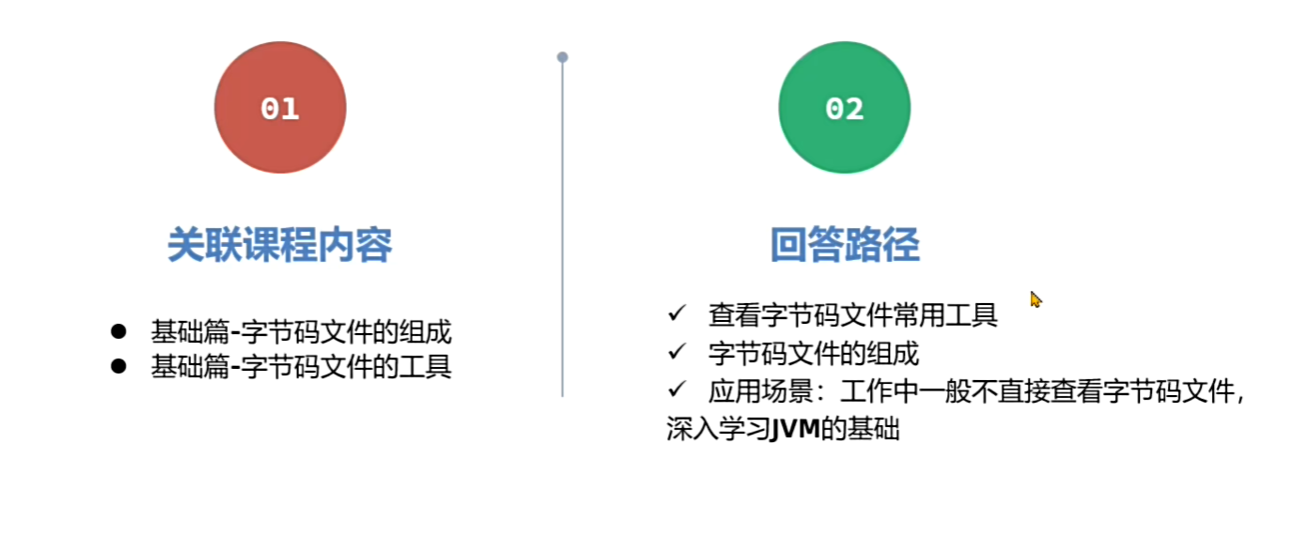 01
关联课程内容
● 基础篇-字节码文件的组成
● 基础篇-字节码文件的工具
02
回答路径
✓ 查看字节码文件常用工具
✓ 字节码文件的组成
✓ 应用场景：工作中一般不直接查看字节码文件，
深入学习JVM的基础